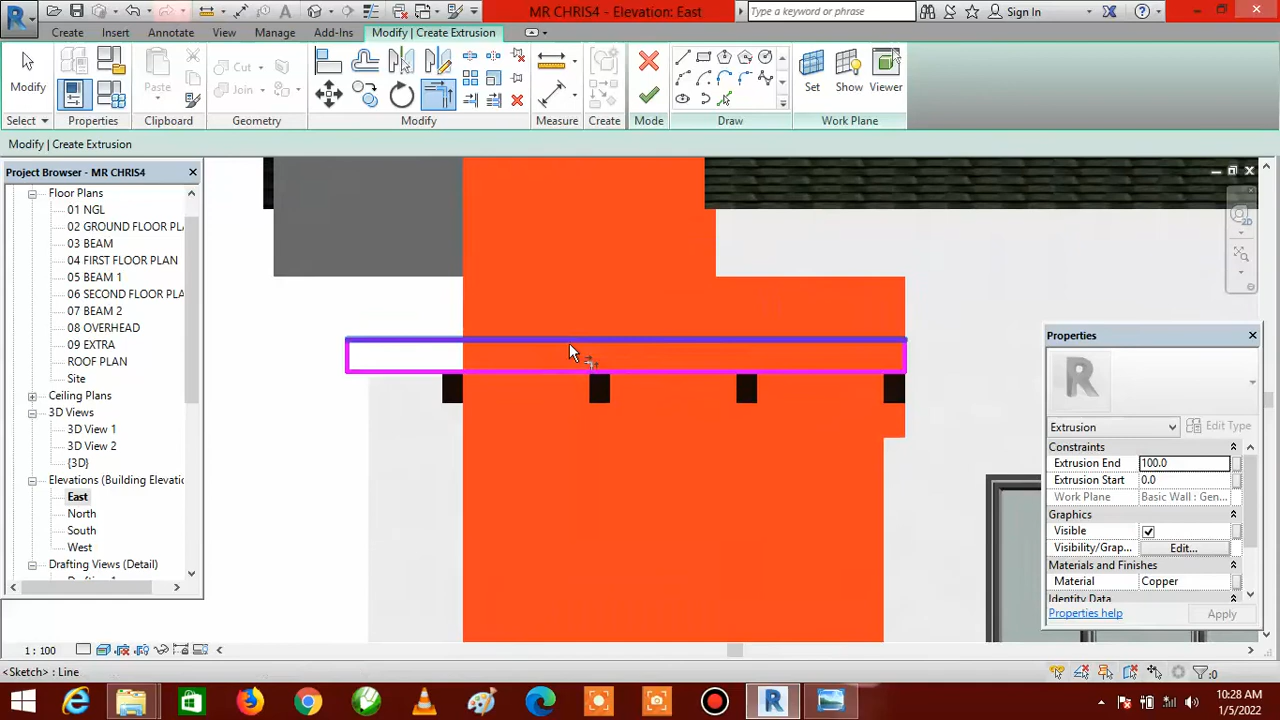 MR CHRIS4 - Elevation: East
Type a keyword or phrase
Sign In
Create Insert Annotate View Manage Add-Ins Modify | Create Extrusion
Modify
Paste
Cut
Join
Select Properties Clipboard Geometry Modify Measure Create Mode Draw Work Plane
Set Show Viewer
Modify | Create Extrusion
Project Browser - MR CHRIS4
Floor Plans
01 NGL
02 GROUND FLOOR PLA
03 BEAM
04 FIRST FLOOR PLAN
05 BEAM 1
06 SECOND FLOOR PLA
07 BEAM 2
08 OVERHEAD
09 EXTRA
ROOF PLAN
Site
Ceiling Plans
3D Views
3D View 1
3D View 2
{3D}
Elevations (Building Elevatio
East
North
South
West
Drafting Views (Detail)
Properties
Extrusion
Edit Type
Constraints
Extrusion End 100.0
Extrusion Start 0.0
Work Plane Basic Wall : Gen...
Graphics
Visible
Visibility/Grap... Edit...
Materials and Finishes
Material Copper
Identity Data
Properties help Apply
1 : 100
<Sketch> : Line
:0
10:28 AM
1/5/2022